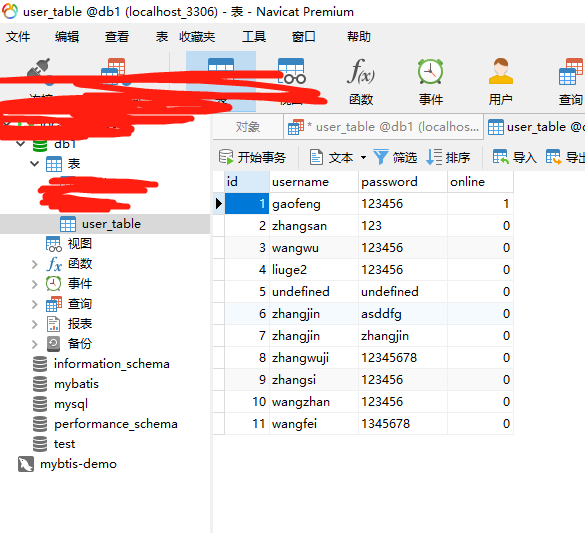 user_table @db1 (localhost_3306) - 表 - Navicat Premium
文件 编辑 查看 表 收藏夹 工具 窗口 帮助
函数 事件 用户 查询
对象 * user_table @db1 (localhos... user_table @d
开始事务 文本 筛选 排序 导入 导出
db1
表
user_table
视图
函数
事件
查询
报表
备份
information_schema
mybatis
mysql
performance_schema
test
mybtis-demo
id username password online
1 gaofeng 123456 1
2 zhangsan 123 0
3 wangwu 123456 0
4 liuge2 123456 0
5 undefined undefined 0
6 zhangjin asddfg 0
7 zhangjin zhangjin 0
8 zhangwuji 12345678 0
9 zhangsi 123456 0
10 wangzhan 123456 0
11 wangfei 1345678 0